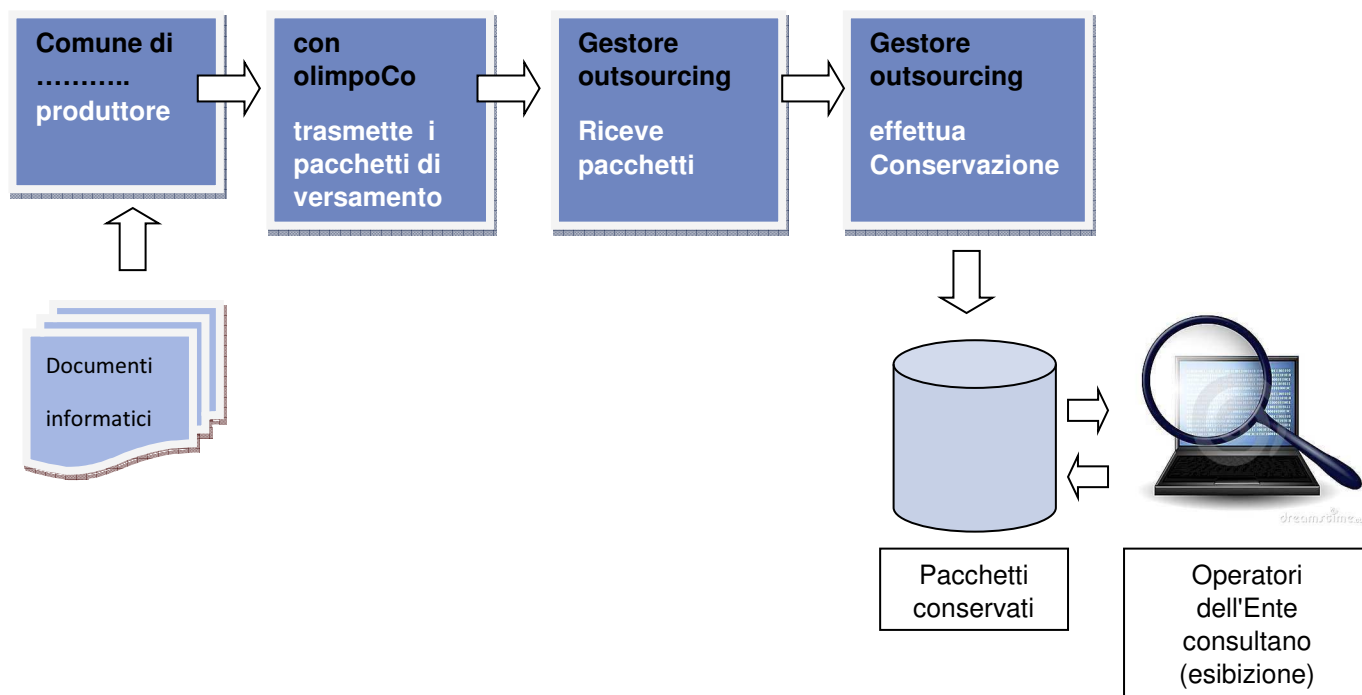 Comune di
………..
produttore
con
olimpoCo
trasmette i
pacchetti di
versamento
Gestore
outsourcing
Riceve
pacchetti
Gestore
outsourcing
effettua
Conservazione
Documenti
informatici
Pacchetti
conservati
Operatori
dell'Ente
consultano
(esibizione)